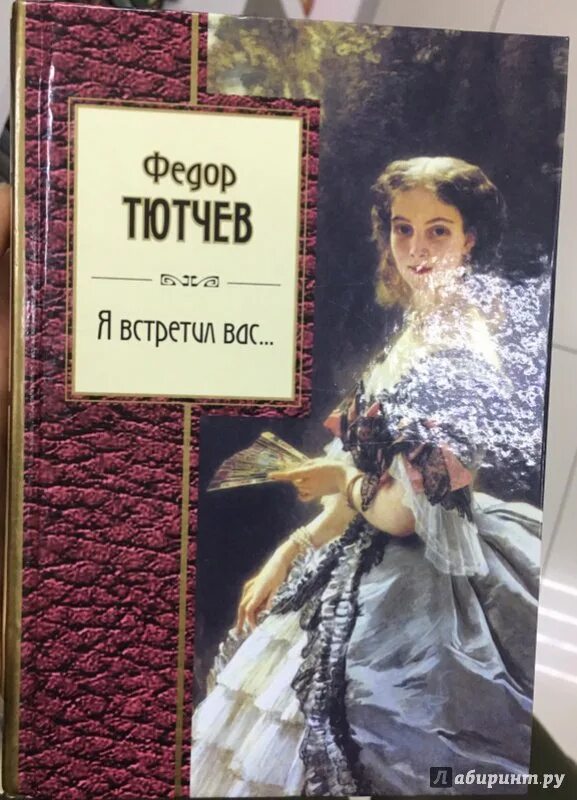 Федор
ТЮТЧЕВ
Я встретил вас...
Лабиринт.ру